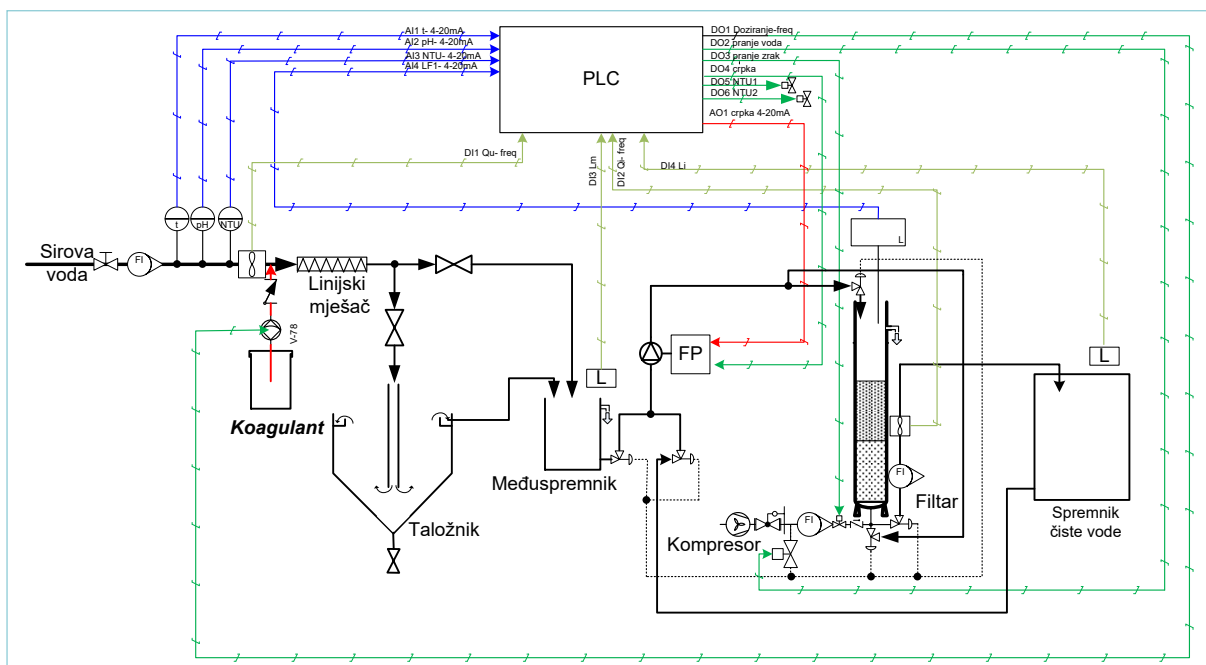 AI1 t- 4-20mA
AI2 pH- 4-20mA
AI3 NTU- 4-20mA
AI4 LF1- 4-20mA
PLC
DO1 Doziranje-freq
DO2 pranje voda
DO3 pranje zrak
DO4 crpka
DO5 NTU1
DO6 NTU2
AO1 crpka 4-20mA
DI1 Qu- freq
DI3 Lm
DI2 Qi- freq
DI4 Li
t
pH
NTU
L
Sirova
voda
FI
Linijski
mješač
V-78
FP
L
L
Koagulant
Međuspremnik
Taložnik
FI
Filtar
Kompresor
FI
Spremnik
čiste vode